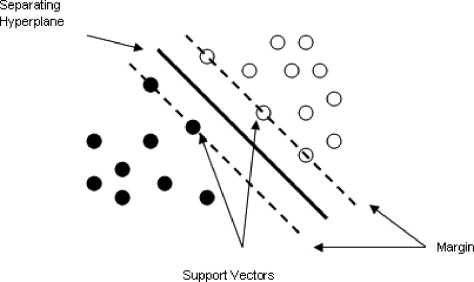 Separating
Hyperplane
Margin
Support Vectors